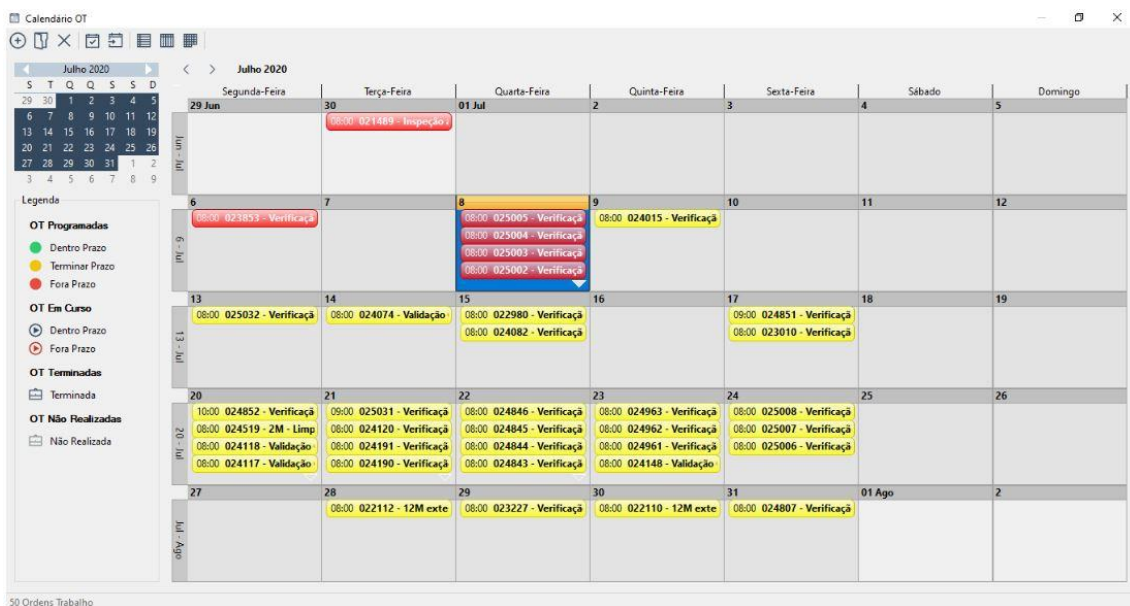 Calendário OT
Julho 2020
S T Q Q S S D
29 30 1 2 3 4 5
6 7 8 9 10 11 12
13 14 15 16 17 18 19
20 21 22 23 24 25 26
27 28 29 30 31 1 2
3 4 5 6 7 8 9
Legenda
OT Programadas
Dentro Prazo
Terminar Prazo
Fora Prazo
OT Em Curso
Dentro Prazo
Fora Prazo
OT Terminadas
Terminada
OT Não Realizadas
Não Realizada
Julho 2020
Segunda-Feira Terça-Feira Quarta-Feira Quinta-Feira Sexta-Feira Sábado Domingo
Jun - Jul
29 Jun 30 01 Jul 2 3 4 5
08:00 021489 - Inspeção
6 - Jul
6 7 8 9 10 11 12
08:00 023853 - Verificaçã 08:00 025005 - Verificaçã 08:00 024015 - Verificaçã
08:00 025004 - Verificaçã
08:00 025003 - Verificaçã
08:00 025002 - Verificaçã
13 - Jul
13 14 15 16 17 18 19
08:00 025032 - Verificaçã 08:00 024074 - Validação 08:00 022980 - Verificaçã 09:00 024851 - Verificaçã
08:00 024082 - Verificaçã 08:00 023010 - Verificaçã
20 - Jul
20 21 22 23 24 25 26
10:00 024852 - Verificaçã 09:00 025031 - Verificaçã 08:00 024846 - Verificaçã 08:00 024963 - Verificaçã 08:00 025008 - Verificaçã
08:00 024519 - 2M - Limp 08:00 024120 - Verificaçã 08:00 024845 - Verificaçã 08:00 024962 - Verificaçã 08:00 025007 - Verificaçã
08:00 024118 - Validação 08:00 024191 - Verificaçã 08:00 024844 - Verificaçã 08:00 024961 - Verificaçã 08:00 025006 - Verificaçã
08:00 024117 - Validação 08:00 024190 - Verificaçã 08:00 024843 - Verificaçã 08:00 024148 - Validação
Jul - Ago
27 28 29 30 31 01 Ago 2
08:00 022112 - 12M exte 08:00 023227 - Verificaçã 08:00 022110 - 12M exte 08:00 024807 - Verificaçã
50 Ordens Trabalho